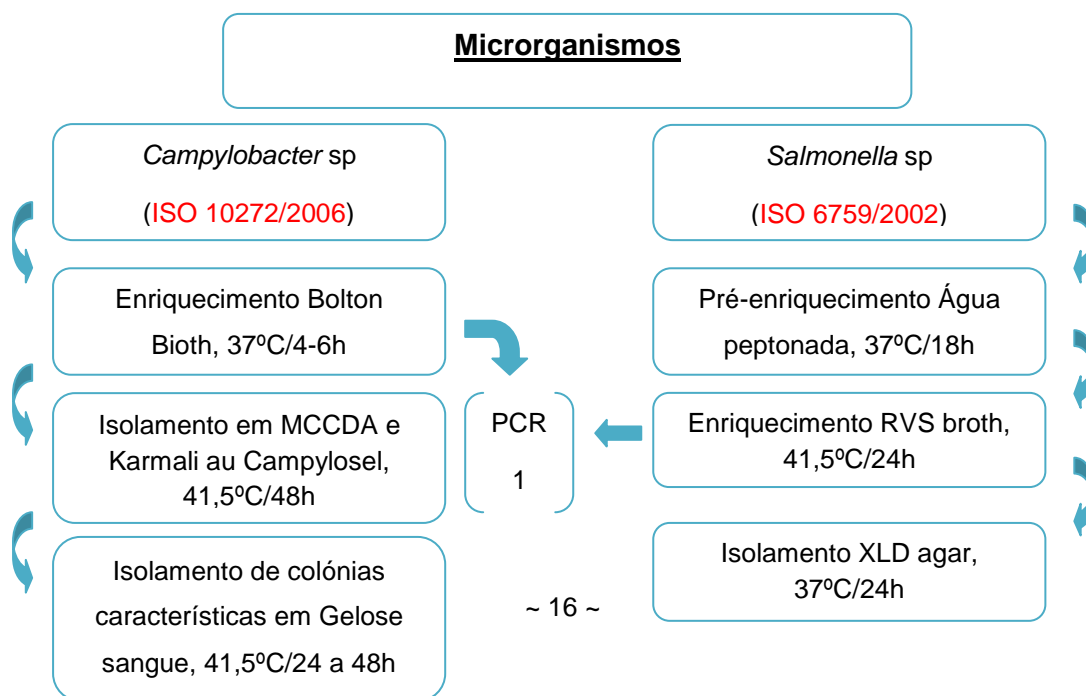 Microrganismos
Campylobacter sp
(ISO 10272/2006)
Enriquecimento Bolton
Bioth, 37ºC/4-6h
Isolamento em MCCDA e
Karmali au Campylosel,
41,5ºC/48h
Isolamento de colónias
características em Gelose
sangue, 41,5ºC/24 a 48h
PCR
1
Salmonella sp
(ISO 6759/2002)
Pré-enriquecimento Água
peptonada, 37ºC/18h
Enriquecimento RVS broth,
41,5ºC/24h
Isolamento XLD agar,
37ºC/24h
~ 16 ~